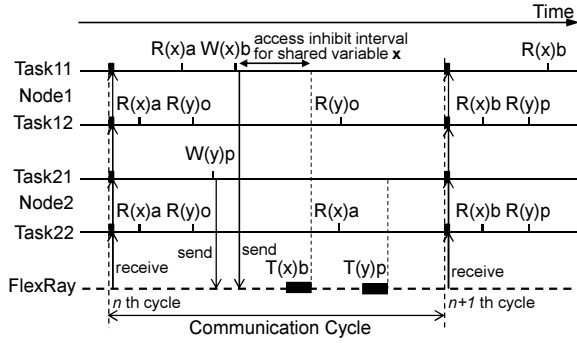 Time
R(x)a W(x)b access inhibit interval
for shared variable x R(x)b
Task11
Node1
R(x)a R(y)o R(y)o R(x)b R(y)p
Task12
W(y)p
Task21
Node2
R(x)a R(y)o R(x)a R(x)b R(y)p
Task22
send send
receive T(x)b T(y)p receive
FlexRay
n th cycle n+1 th cycle
Communication Cycle